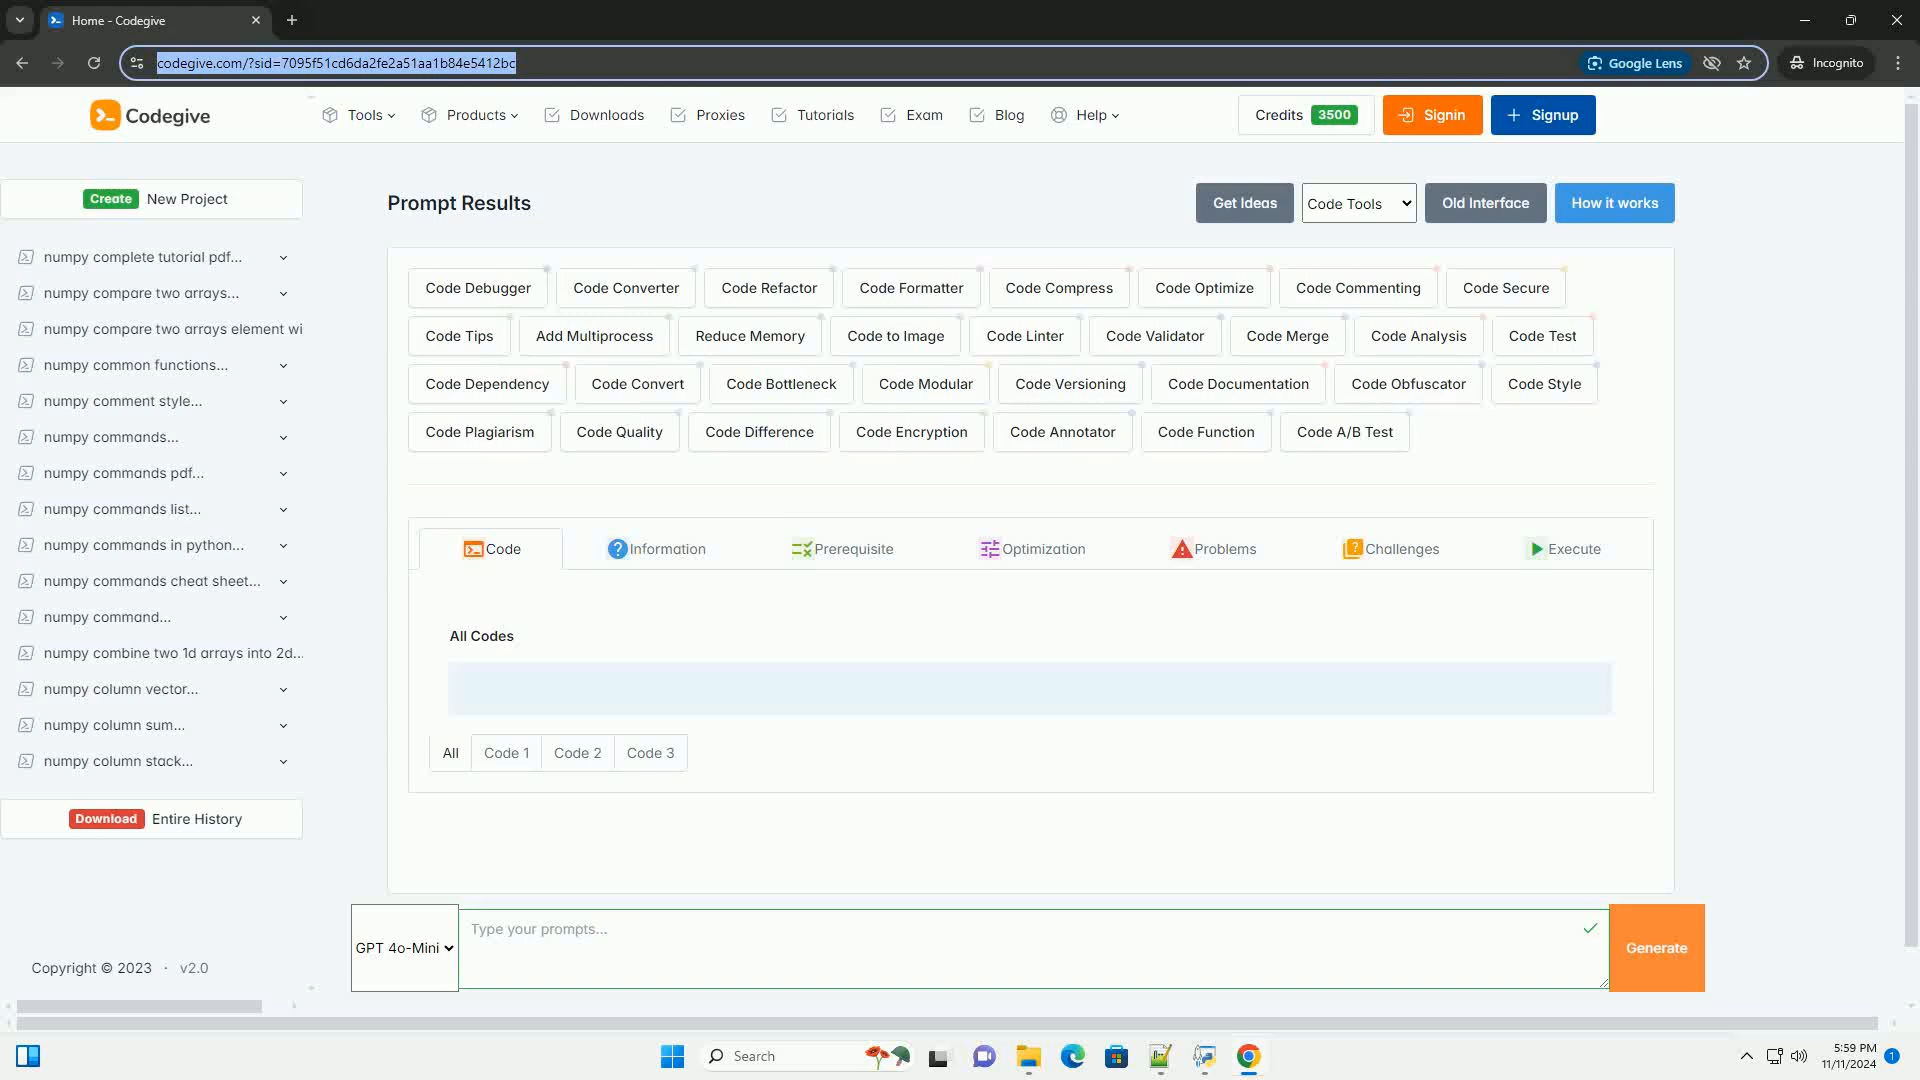 Home - Codegive
codegive.com/?sid=7095f51cd6da2fe2a51aa1b84e5412bc
Google Lens
Incognito
Codegive
Tools
Products
Downloads
Proxies
Tutorials
Exam
Blog
Help
Credits 3500
Signin
Signup
Create New Project
numpy complete tutorial pdf...
numpy compare two arrays...
numpy compare two arrays element wi
numpy common functions...
numpy comment style...
numpy commands...
numpy commands pdf...
numpy commands list...
numpy commands in python...
numpy commands cheat sheet...
numpy command...
numpy combine two 1d arrays into 2d...
numpy column vector...
numpy column sum...
numpy column stack...
Download Entire History
Copyright © 2023 · v2.0
Prompt Results
Get Ideas
Code Tools
Old Interface
How it works
Code Debugger
Code Converter
Code Refactor
Code Formatter
Code Compress
Code Optimize
Code Commenting
Code Secure
Code Tips
Add Multiprocess
Reduce Memory
Code to Image
Code Linter
Code Validator
Code Merge
Code Analysis
Code Test
Code Dependency
Code Convert
Code Bottleneck
Code Modular
Code Versioning
Code Documentation
Code Obfuscator
Code Style
Code Plagiarism
Code Quality
Code Difference
Code Encryption
Code Annotator
Code Function
Code A/B Test
Code
Information
Prerequisite
Optimization
Problems
Challenges
Execute
All Codes
All
Code 1
Code 2
Code 3
GPT 4o-Mini
Type your prompts...
Generate
Search
5:59 PM
11/11/2024
1